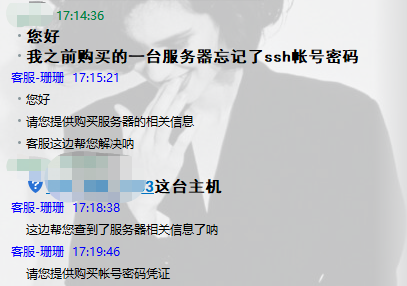 17:14:36
您好
我之前购买的一台服务器忘记了ssh帐号密码
客服-珊珊 17:15:21
您好
请您提供购买服务器的相关信息
客服这边帮您解决呐
3这台主机
客服-珊珊 17:18:38
这边帮您查到了服务器相关信息了呐
客服-珊珊 17:19:46
请您提供购买帐号密码凭证